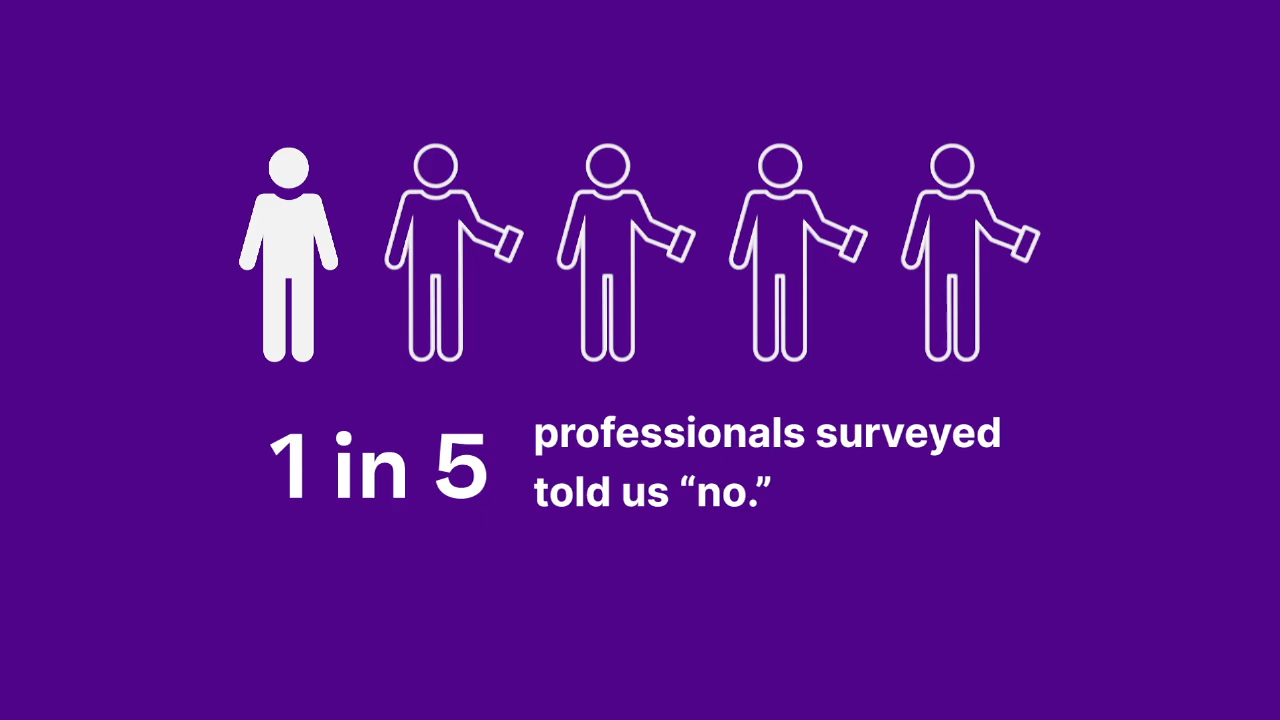 1 in 5
professionals surveyed
told us “no.”